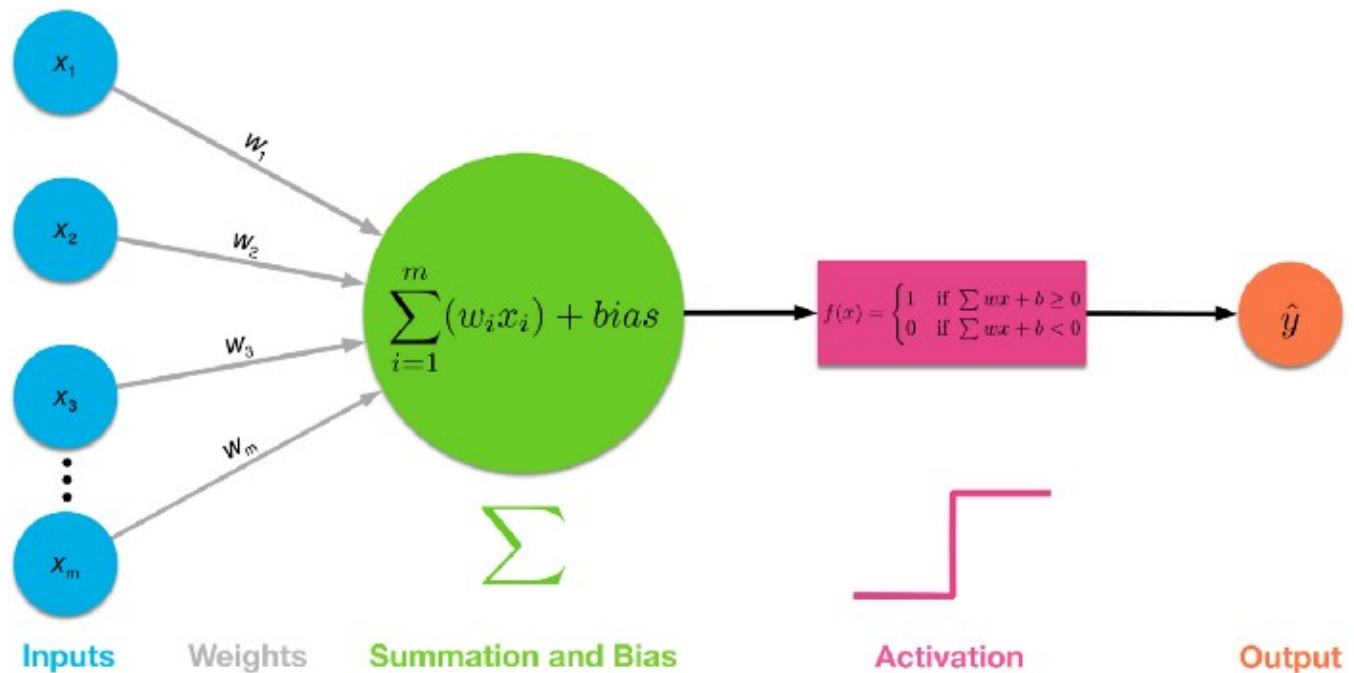 x₁
w₁
x₂
w₂
x₃
w₃
xₘ
wₘ
m
∑(wᵢxᵢ) + bias
i=1
f(x) = { 1 if ∑ wx + b ≥ 0
0 if ∑ wx + b < 0
ŷ
∑
Inputs
Weights
Summation and Bias
Activation
Output